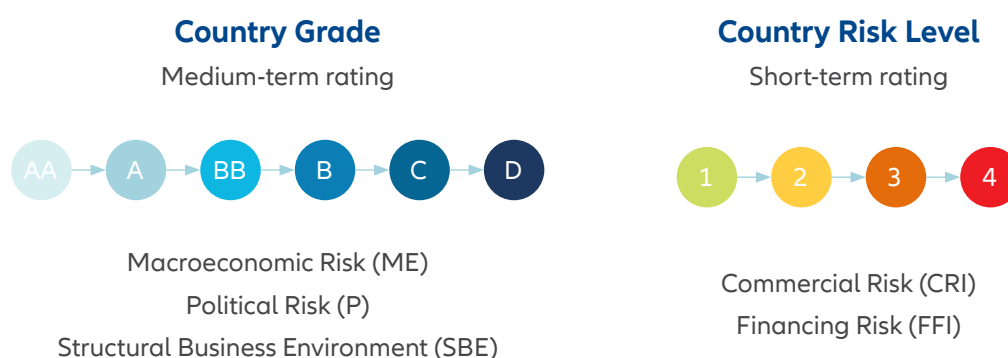 Country Grade
Medium-term rating
AA A BB B C D
Macroeconomic Risk (ME)
Political Risk (P)
Structural Business Environment (SBE)
Country Risk Level
Short-term rating
1 2 3 4
Commercial Risk (CRI)
Financing Risk (FFI)